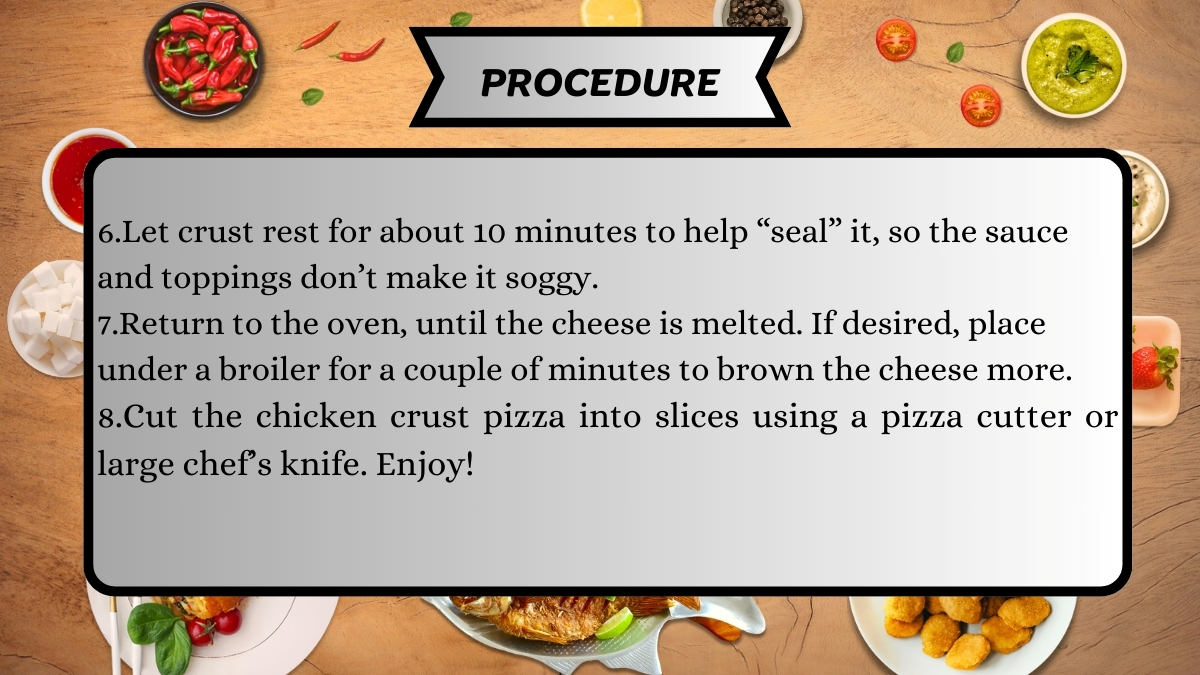 PROCEDURE
6.Let crust rest for about 10 minutes to help “seal” it, so the sauce
and toppings don’t make it soggy.
7.Return to the oven, until the cheese is melted. If desired, place
under a broiler for a couple of minutes to brown the cheese more.
8.Cut the chicken crust pizza into slices using a pizza cutter or
large chef’s knife. Enjoy!